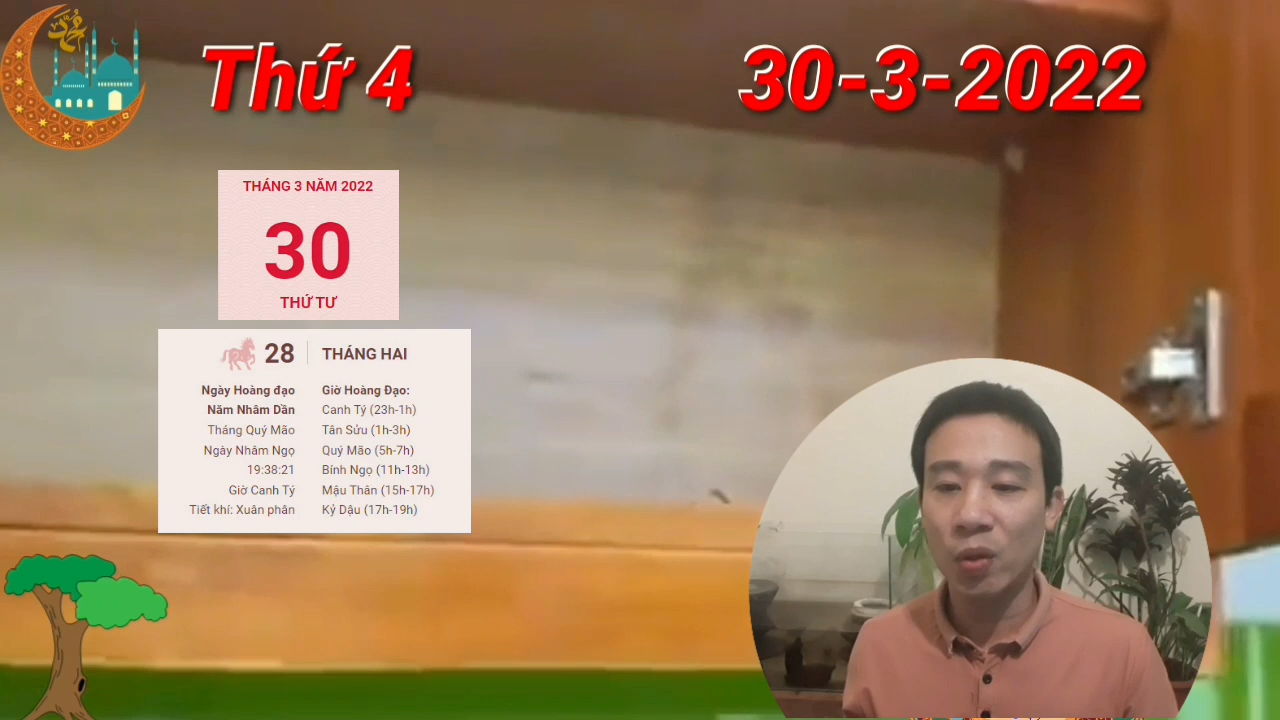 Thứ 4
30-3-2022
THÁNG 3 NĂM 2022
30
THỨ TƯ
28
THÁNG HAI
Ngày Hoàng đạo
Năm Nhâm Dần
Tháng Quý Mão
Ngày Nhâm Ngọ
19:38:21
Giờ Canh Tý
Tiết khí: Xuân phân
Giờ Hoàng Đạo:
Canh Tý (23h-1h)
Tân Sửu (1h-3h)
Quý Mão (5h-7h)
Bính Ngọ (11h-13h)
Mậu Thân (15h-17h)
Kỷ Dậu (17h-19h)